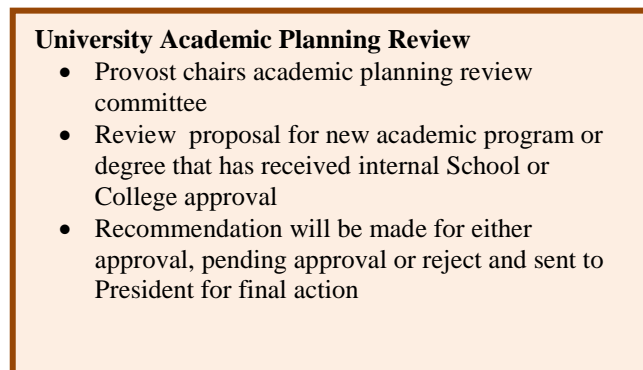 University Academic Planning Review
• Provost chairs academic planning review
committee
• Review proposal for new academic program or
degree that has received internal School or
College approval
• Recommendation will be made for either
approval, pending approval or reject and sent to
President for final action